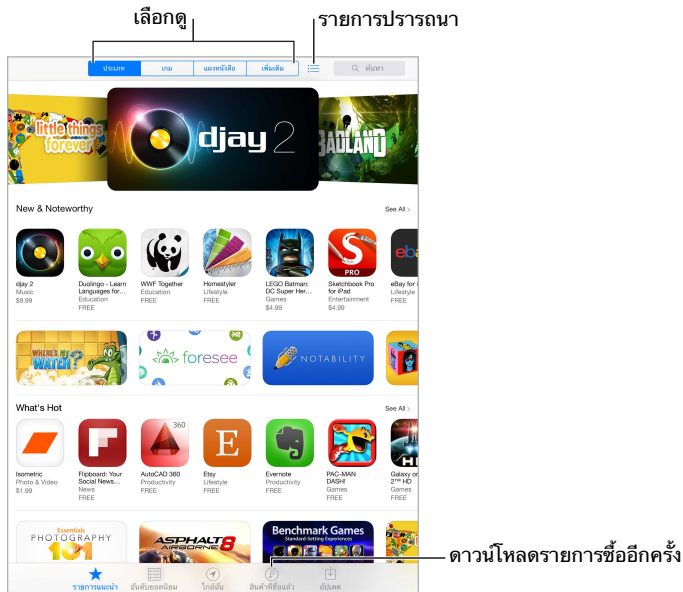 เลือกดู
รายการปรารถนา
ประเภท
เกม
แผงหนังสือ
เพิ่มเติม
ค้นหา
little things
forever
djay 2
BADLAND
New & Noteworthy
See All >
djay 2
Music
$9.99
Duolingo - Learn
Languages for...
Education
FREE
WWF Together
Education
FREE
Homestyler
Lifestyle
FREE
LEGO Batman:
DC Super Her...
Games
$4.99
S
PRO
Sketchbook Pro
for iPad
Entertainment
$4.99
eba
eBay for i
Lifestyle
FREE
WHERE'S MY
WATER?
foresee
NOTABILITY
What's Hot
See All >
Isometric
Photo & Video
$1.99
Flipboard: Your
Social News...
News
FREE
360
AutoCAD 360
Productivity
FREE
E
Etsy
Lifestyle
FREE
Evernote
Productivity
FREE
PAC-MAN
DASH!
Games
FREE
HI
Galaxy on
2™ HD
Games
FREE
Essentials
PHOTOGRAPHY
101
ASPHALT 8
AIRBORNE
Benchmark Games
Standard-Setting Experiences
ดาวน์โหลดรายการซื้ออีกครั้ง
รายการแนะนำ
อันดับยอดนิยม
ใกล้ฉัน
สินค้าที่ซื้อแล้ว
อัปเดต